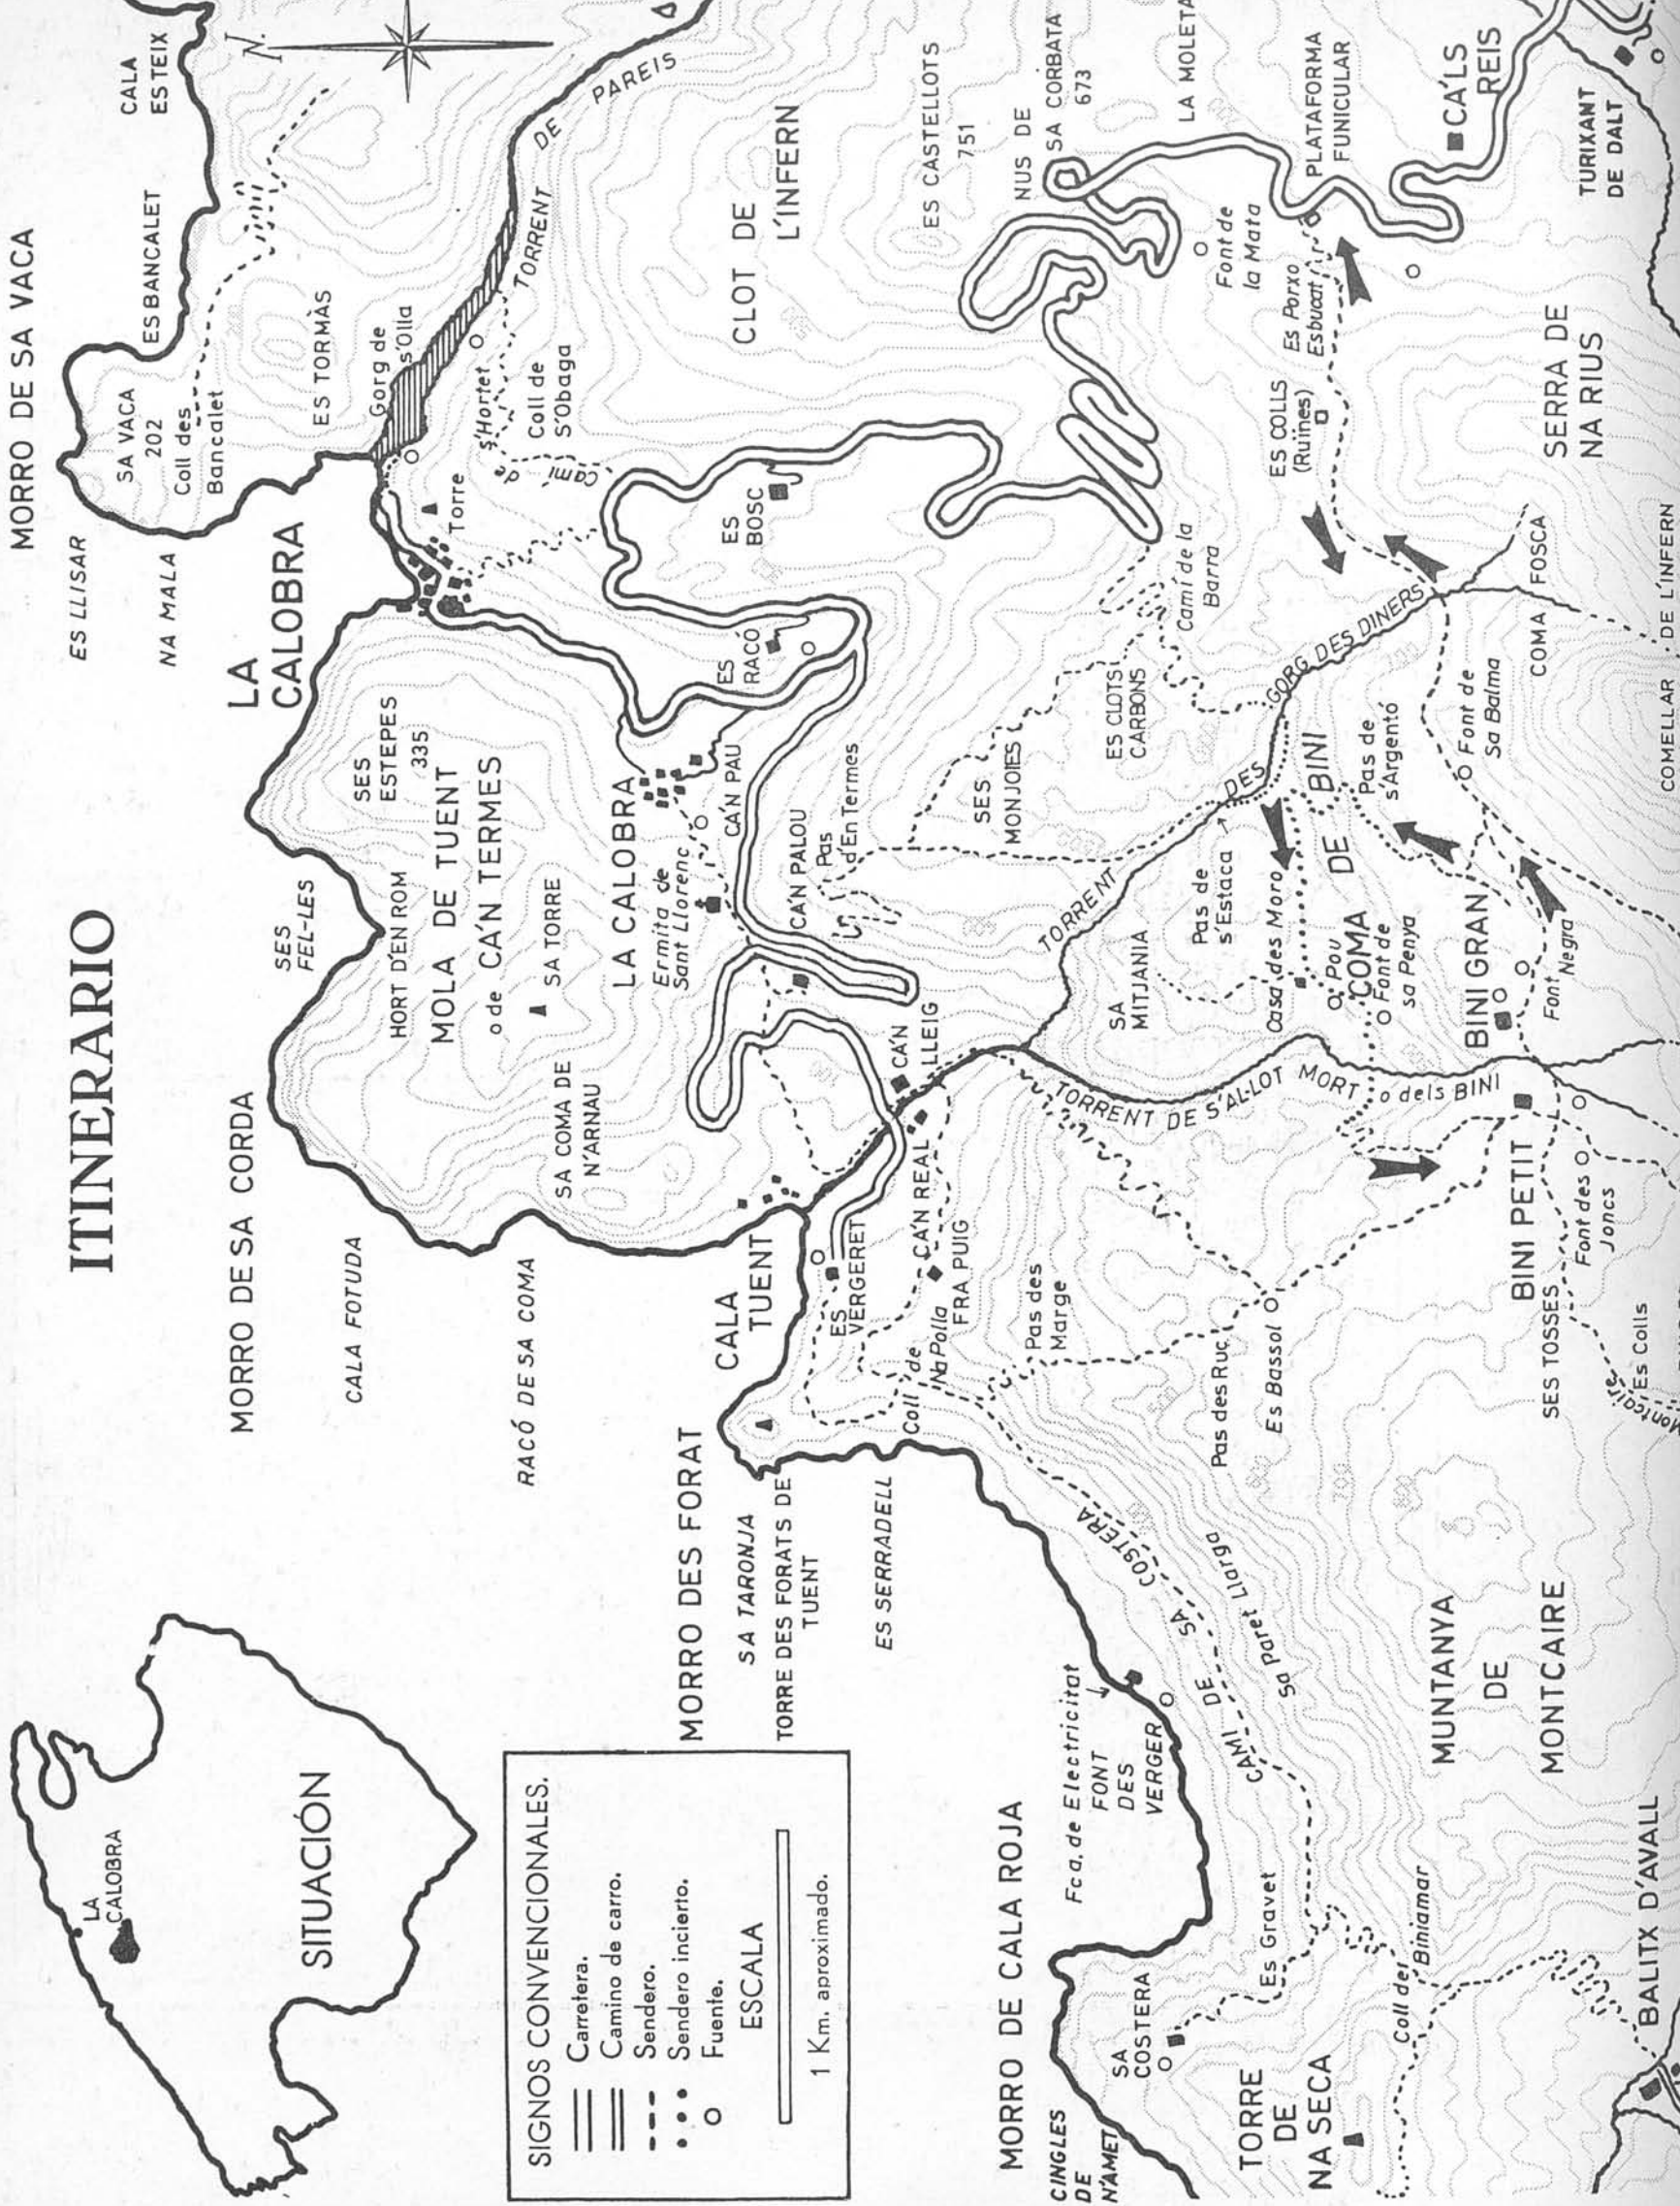 ITINERARIO
SITUACIÓN
LA
CALOBRA
SIGNOS CONVENCIONALES.
Carretera.
Camino de carro.
Sendero.
Sendero incierto.
Fuente.
ESCALA
1 Km. aproximado.
N.
MORRO DE SA VACA
ES LLISAR
NA MALA
SA VACA
202
Coll des
Bancalet
ES BANCALET
CALA
ES TEIX
ES TORMÀS
Gorg de
s'Olla
TORRENT DE PAREIS
LA
CALOBRA
Torre
Camí de s'Hortet
Coll de
S'Obaga
CLOT DE
L'INFERN
ES CASTELLOTS
751
NUS DE
SA CORBATA
673
LA MOLETA
PLATAFORMA
FUNICULAR
CA'LS
REIS
TURIXANT
DE DALT
Font de
la Mata
Es Porxo
Esbucat
ES COLLS
(Ruïnes)
SERRA DE
NA RIUS
ES
BOSC
ES
RACÓ
MORRO DE SA CORDA
SES
FEL-LES
SES
ESTEPES
335
HORT D'EN ROM
MOLA DE TUENT
o de CA'N TERMES
SA TORRE
SA COMA DE
N'ARNAU
LA CALOBRA
Ermita de
Sant Llorenc
CA'N PAU
CA'N PALOU
Pas
d'En Termes
SES
MONJOIES
ES CLOTS
CARBONS
Camí de la
Barra
CALA FOTUDA
RACÓ DE SA COMA
CALA
TUENT
ES
VERGERET
CA'N
LLEIG
CA'N REAL
FRA PUIG
Coll de
Na Polla
MORRO DES FORAT
SA TARONJA
TORRE DES FORATS DE
TUENT
ES SERRADELL
TORRENT DES GORG DES DINERS
SA
MITJANIA
Pas de
s'Estaca
Casa des Moro
Pou
Font de
sa Penya
COMA DE BINI
Pas de
s'Argentó
Font de
Sa Balma
COMA FOSCA
COMELLAR DE L'INFERN
BINI GRAN
Font Negra
TORRENT DE S'AL-LOT MORT o dels BINI
BINI PETIT
Font des
Joncs
SES TOSSES
Es Colls
Montcaire
Pas des
Marge
Pas des Ruc
Es Bassol
CAMI DE SA COSTERA
Sa Paret Llarga
MUNTANYA
DE
MONTCAIRE
MORRO DE CALA ROJA
Fca. de Electricitat
FONT
DES
VERGER
CINGLES
DE
N'AMET
SA
COSTERA
Es Gravet
TORRE
DE
NA SECA
Coll der Biniamar
BALITX D'AVALL